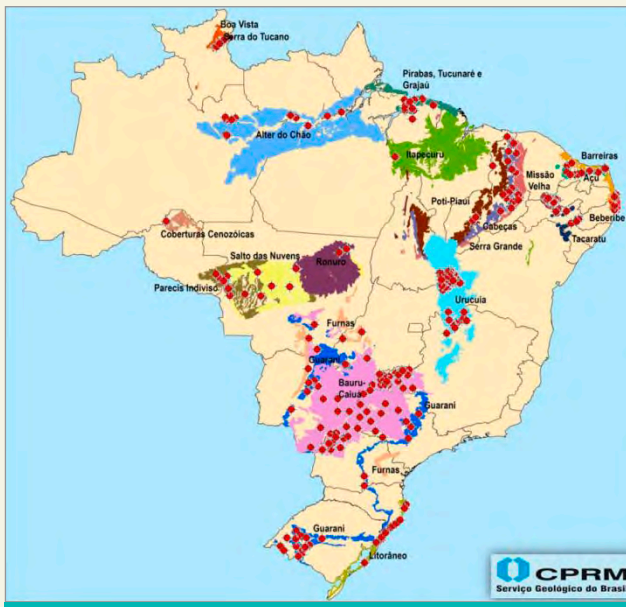 Boa Vista
Serra do Tucano
Pirabas, Tucunaré e
Grajaú
Alter do Chão
Itapecuru
Barreiras
Missão
Velha
Açu
Poti-Piauí
Beberibe
Cabeças
Coberturas Cenozóicas
Tacaratu
Serra Grande
Salto das Nuvens
Ronuro
Parecis Indiviso
Urucuia
Furnas
Guarani
Bauru-
Caiuá
Guarani
Furnas
Guarani
Litorâneo
CPRM
Serviço Geológico do Brasil